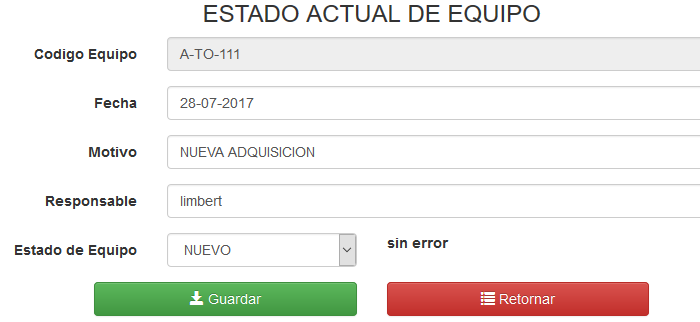 ESTADO ACTUAL DE EQUIPO
Codigo Equipo A-TO-111
Fecha 28-07-2017
Motivo NUEVA ADQUISICION
Responsable limbert
Estado de Equipo NUEVO sin error
Guardar Retornar